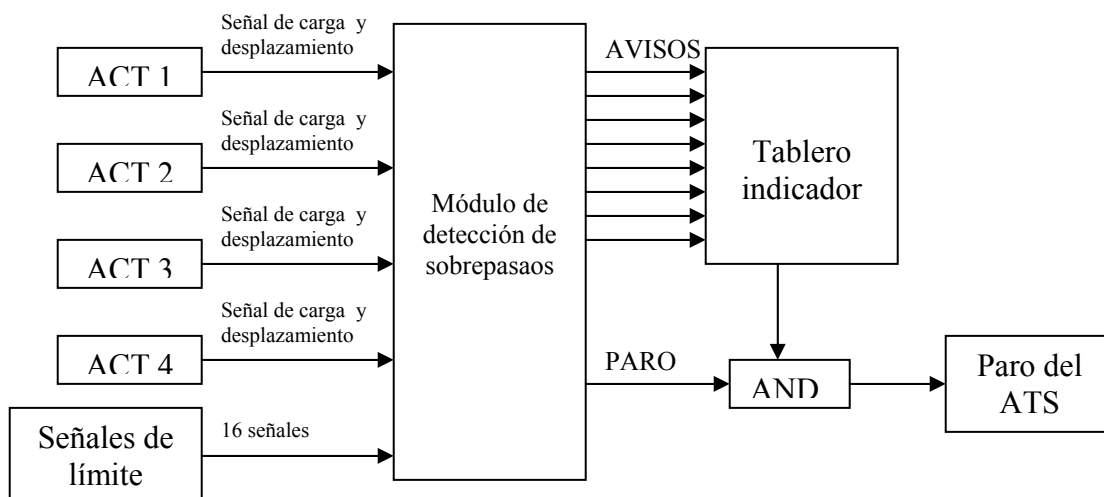 Señal de carga y
desplazamiento
ACT 1
Señal de carga y
desplazamiento
ACT 2
Señal de carga y
desplazamiento
ACT 3
Señal de carga y
desplazamiento
ACT 4
Señales de
límite
16 señales
Módulo de
detección de
sobrepasaos
AVISOS
Tablero
indicador
PARO
AND
Paro del
ATS